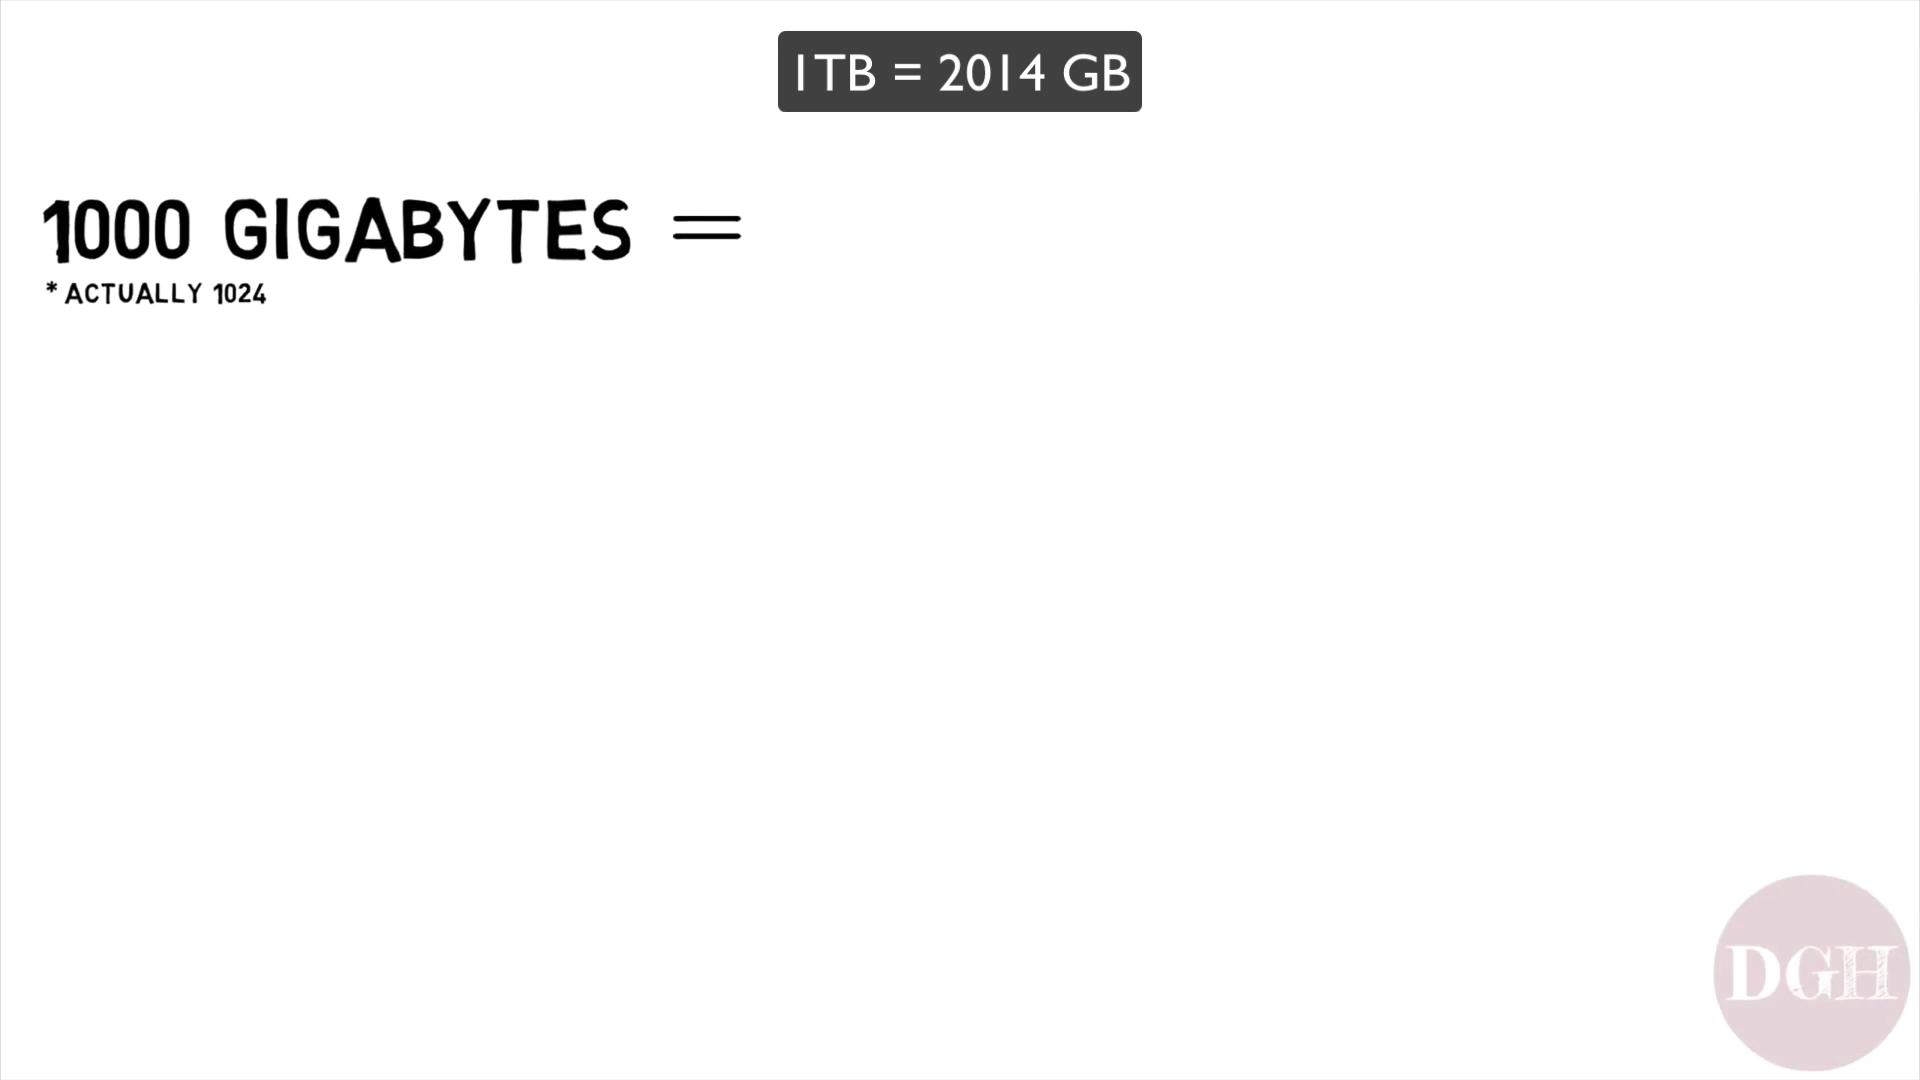 1TB = 2014 GB
1000 GIGABYTES =
* ACTUALLY 1024
DGH